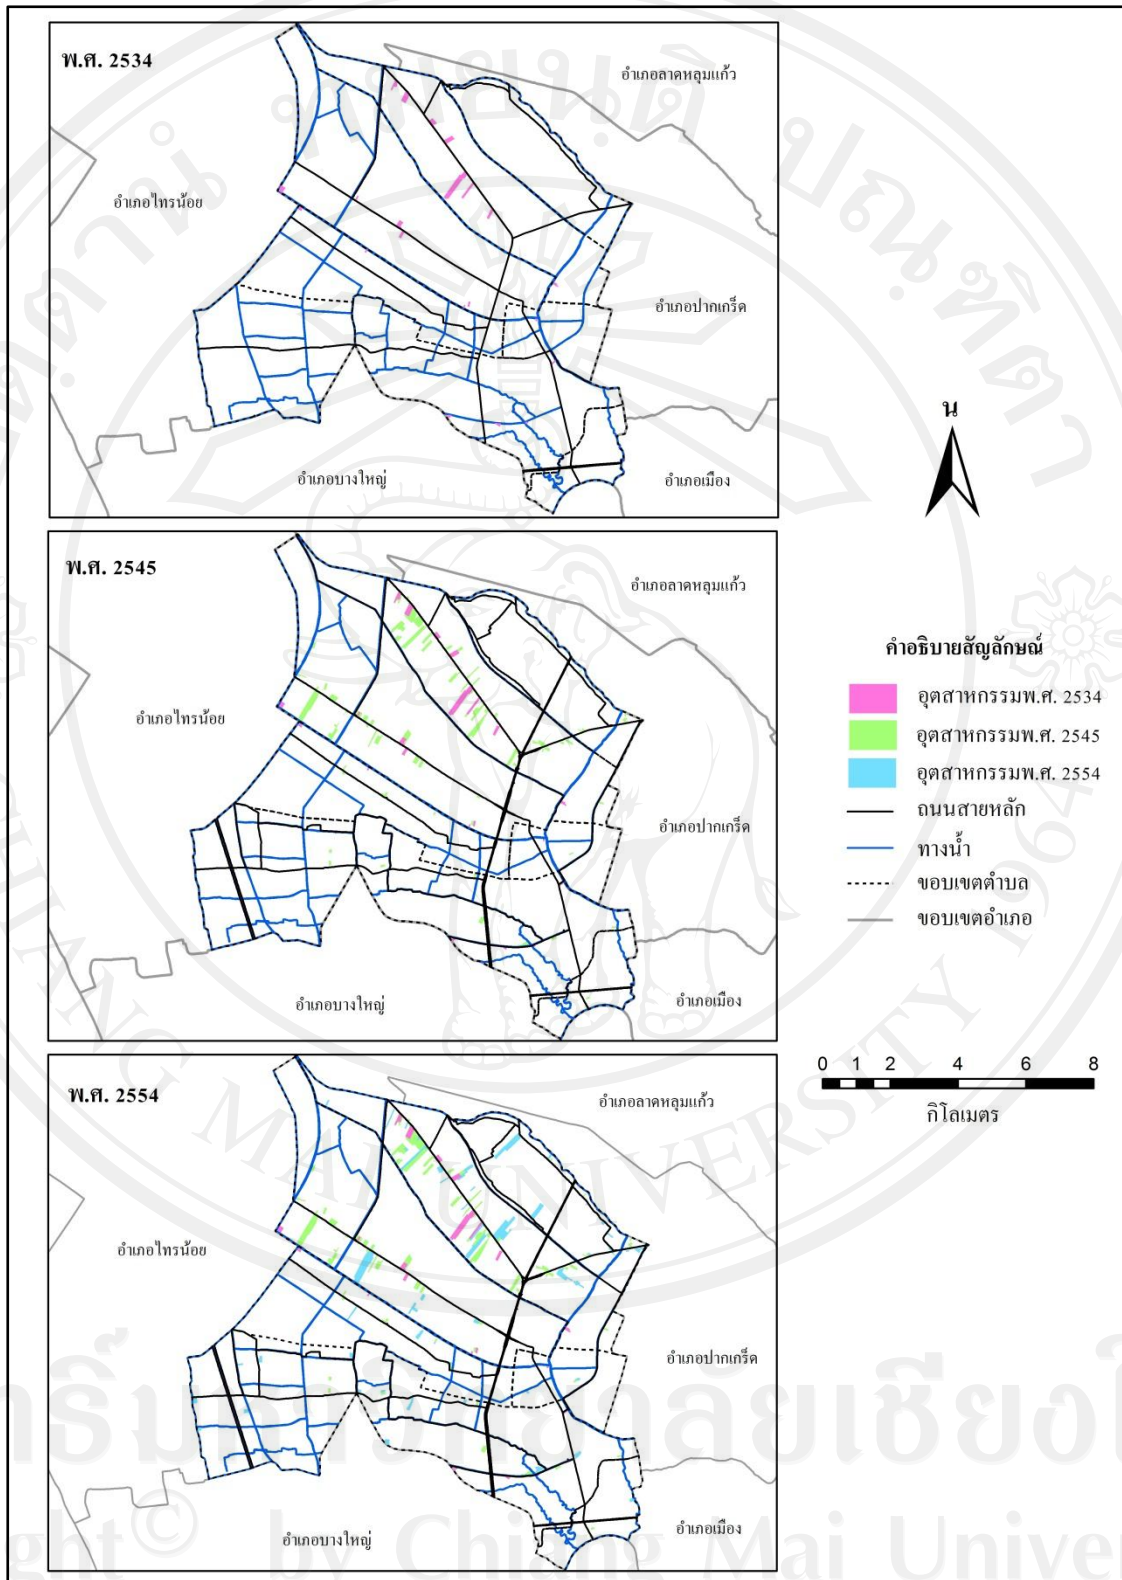 พ.ศ. 2534
อำเภอลาดหลุมแก้ว
อำเภอไทรน้อย
อำเภอปากเกร็ด
อำเภอบางใหญ่
อำเภอเมือง
พ.ศ. 2545
อำเภอลาดหลุมแก้ว
อำเภอไทรน้อย
อำเภอปากเกร็ด
อำเภอบางใหญ่
อำเภอเมือง
พ.ศ. 2554
อำเภอลาดหลุมแก้ว
อำเภอไทรน้อย
อำเภอปากเกร็ด
อำเภอบางใหญ่
อำเภอเมือง
น
คำอธิบายสัญลักษณ์
อุตสาหกรรมพ.ศ. 2534
อุตสาหกรรมพ.ศ. 2545
อุตสาหกรรมพ.ศ. 2554
ถนนสายหลัก
ทางน้ำ
ขอบเขตตำบล
ขอบเขตอำเภอ
0 1 2 4 6 8
กิโลเมตร
CHIANG MAI UNIVERSITY 1964
© by Chiang Mai